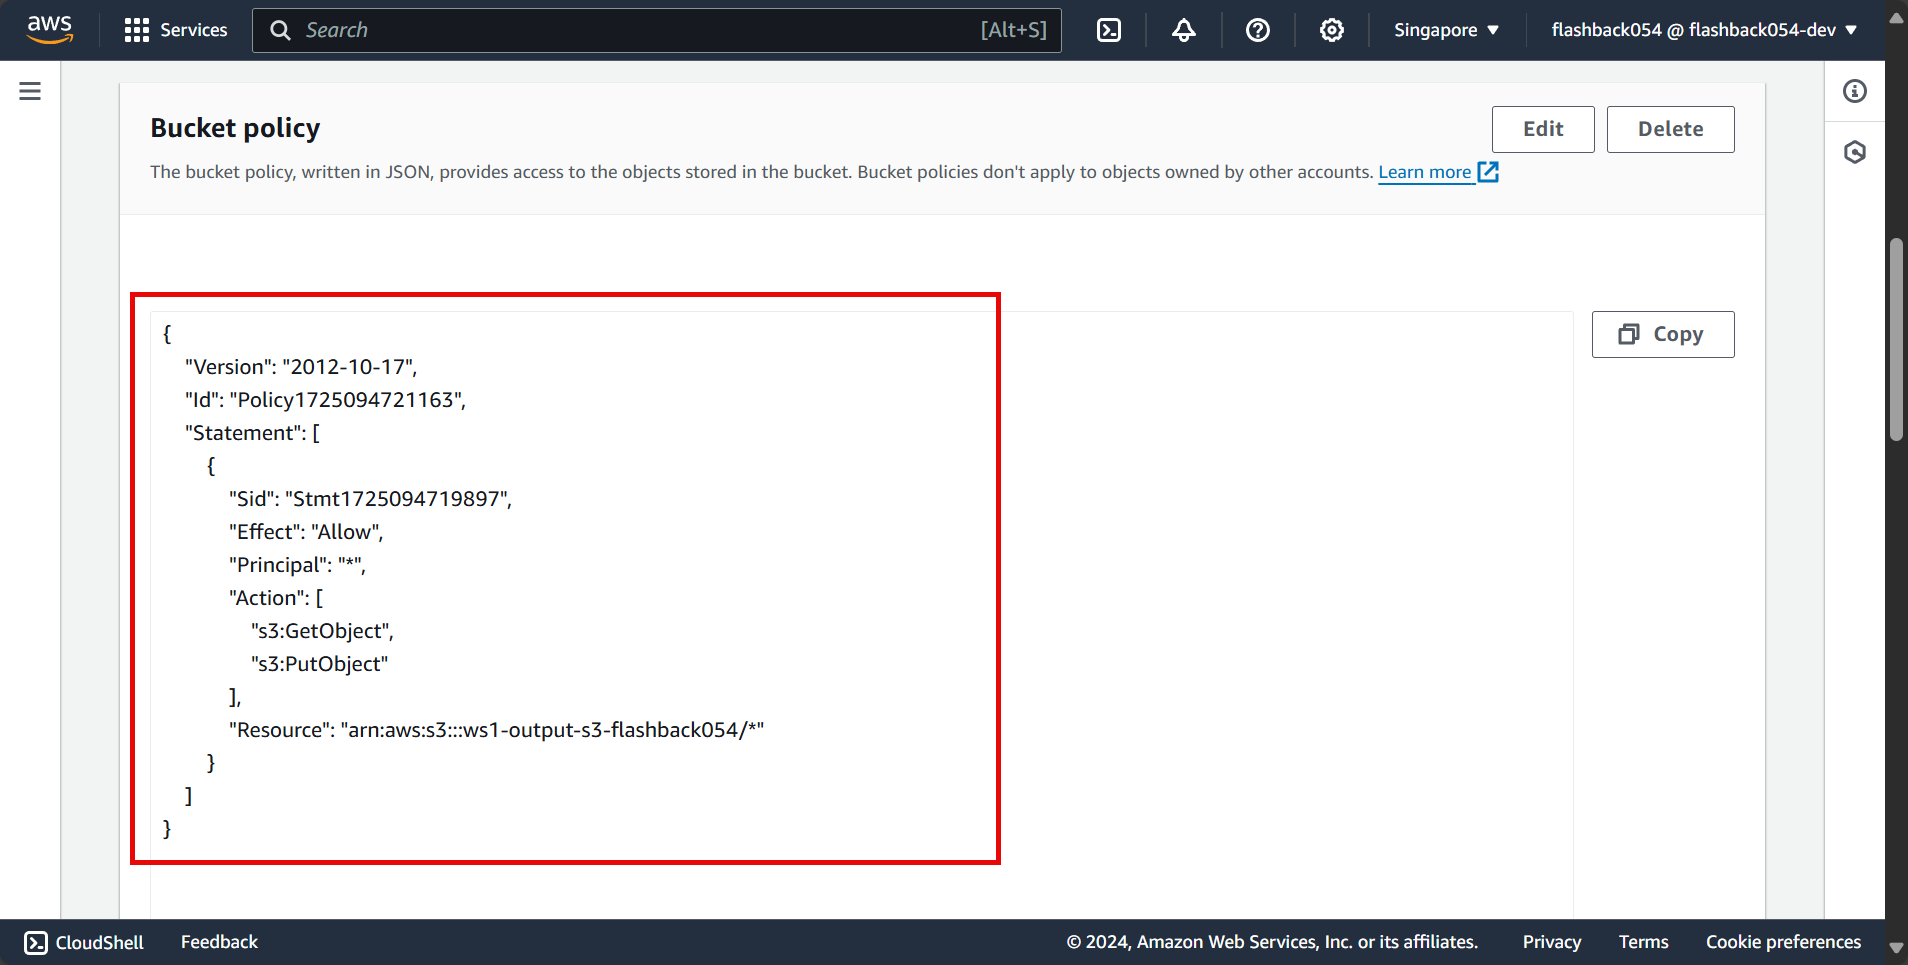 aws
Services
Search
[Alt+S]
Singapore
flashback054 @ flashback054-dev
Bucket policy
Edit
Delete
The bucket policy, written in JSON, provides access to the objects stored in the bucket. Bucket policies don't apply to objects owned by other accounts. Learn more
Copy
{
"Version": "2012-10-17",
"Id": "Policy1725094721163",
"Statement": [
{
"Sid": "Stmt1725094719897",
"Effect": "Allow",
"Principal": "*",
"Action": [
"s3:GetObject",
"s3:PutObject"
],
"Resource": "arn:aws:s3:::ws1-output-s3-flashback054/*"
}
]
}
CloudShell
Feedback
© 2024, Amazon Web Services, Inc. or its affiliates.
Privacy
Terms
Cookie preferences